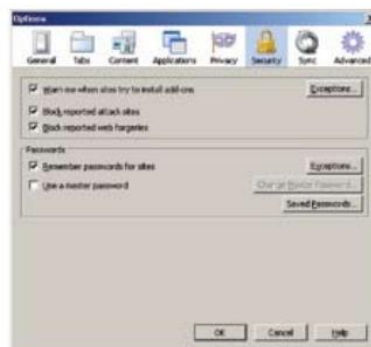 Options
General Tabs Content Applications Privacy Security Sync Advanced
Warn me when sites try to install add-ons Exceptions...
Block reported attack sites
Block reported web forgeries
Passwords
Remember passwords for sites Exceptions...
Use a master password Change Master Password...
Saved Passwords...
OK Cancel Help